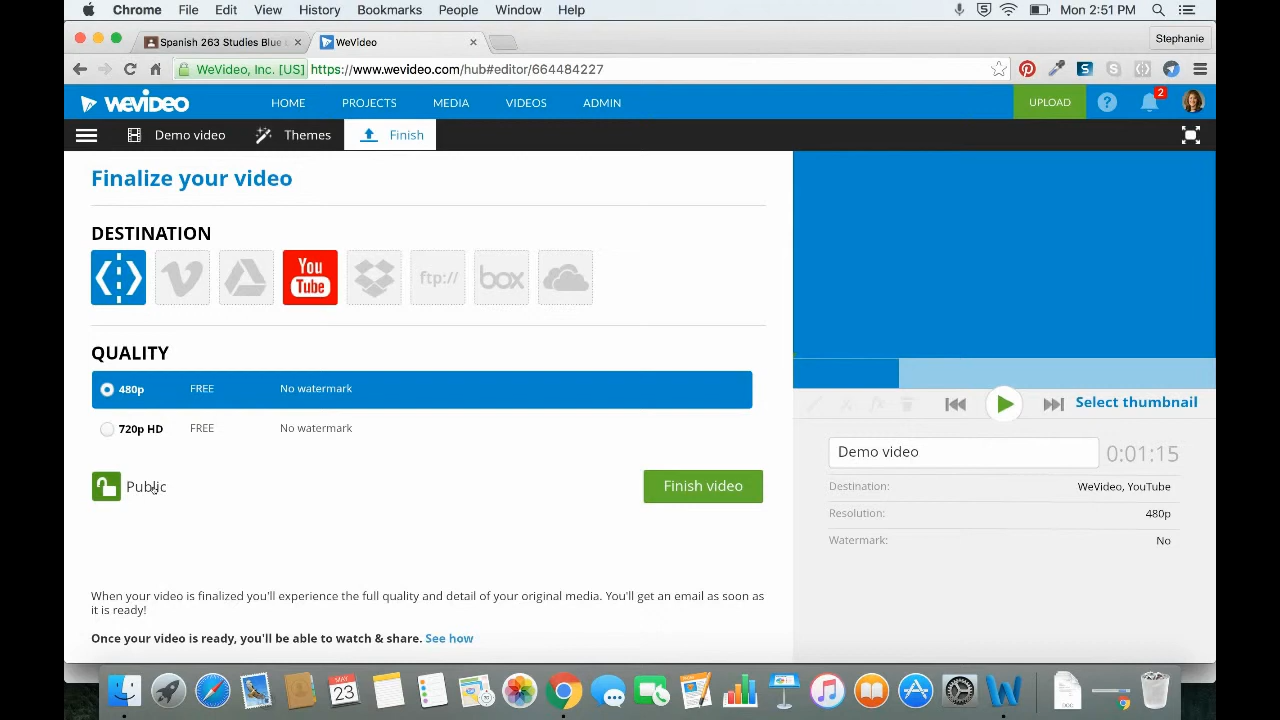 Chrome File Edit View History Bookmarks People Window Help Mon 2:51 PM
Spanish 263 Studies Blue WeVideo Stephanie
WeVideo, Inc. [US] https://www.wevideo.com/hub#editor/664484227
wevideo HOME PROJECTS MEDIA VIDEOS ADMIN UPLOAD ? 2
Demo video Themes Finish
Finalize your video
DESTINATION
You Tube ftp:// box
QUALITY
480p FREE No watermark
720p HD FREE No watermark
Public Finish video
When your video is finalized you'll experience the full quality and detail of your original media. You'll get an email as soon as
it is ready!
Once your video is ready, you'll be able to watch & share. See how
Select thumbnail
Demo video 0:01:15
Destination: WeVideo, YouTube
Resolution: 480p
Watermark: No
MAY
23